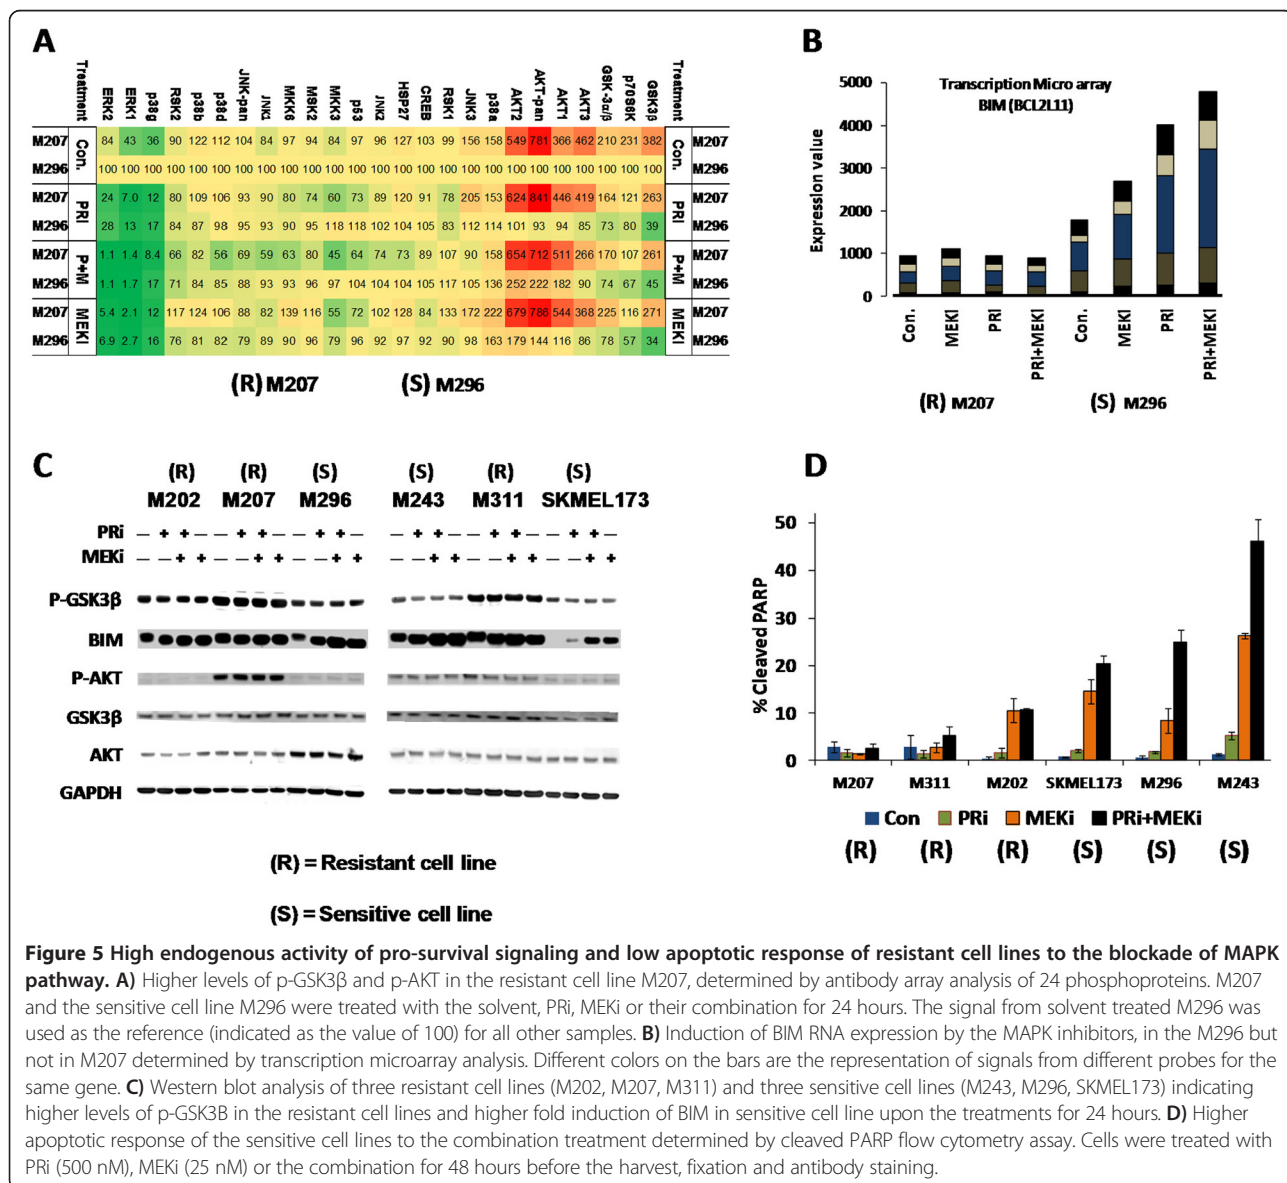 A
Treatment ERK2 ERK1 p38g RSK2 p38b p38d JNK-pan JNK1 MKK6 MSK2 MKK3 p53 JNK2 HSP27 CREB RSK1 JNK3 p38a AKT2 AKT-pan AKT1 AKT3 GSK-3α/β p70S6K GSK3β Treatment
M207 Con. 84 43 36 90 122 112 104 84 97 94 84 97 96 127 103 99 156 158 549 781 366 462 210 231 382 Con. M207
M296 100 100 100 100 100 100 100 100 100 100 100 100 100 100 100 100 100 100 100 100 100 100 100 100 100 M296
M207 PRI 24 7.0 12 80 109 106 93 90 80 74 60 73 89 120 91 78 205 153 624 841 446 419 164 121 263 PRI M207
M296 28 13 17 84 87 98 95 93 90 95 118 118 102 104 105 83 112 114 101 93 94 85 73 80 39 M296
M207 P+M 1.1 1.4 8.4 66 82 56 69 59 63 80 45 64 74 73 89 107 90 158 654 712 511 266 170 107 261 P+M M207
M296 1.1 1.7 17 71 84 85 88 93 93 96 97 104 104 104 105 117 105 136 252 222 182 90 74 67 45 M296
M207 MEKI 5.4 2.1 12 117 124 106 88 82 139 116 55 72 102 128 84 133 172 222 679 786 544 368 225 116 271 MEKI M207
M296 6.9 2.7 16 76 81 82 79 89 90 96 79 96 92 97 92 90 98 163 179 144 116 86 78 57 34 M296
(R) M207 (S) M296
B
Transcription Micro array
BIM (BCL2L11)
Expression value
5000
4000
3000
2000
1000
0
Con. MEKI PRI PRI+MEKI Con. MEKI PRI PRI+MEKI
(R) M207 (S) M296
C
(R) (R) (S) (S) (R) (S)
M202 M207 M296 M243 M311 SKMEL173
PRi — + + — — + + — — + + — — + + — — + + — — + + —
MEKi — — + + — — + + — — + + — — + + — — + + — — + +
P-GSK3β
BIM
P-AKT
GSK3β
AKT
GAPDH
(R) = Resistant cell line
(S) = Sensitive cell line
D
% Cleaved PARP
50
40
30
20
10
0
M207 M311 M202 SKMEL173 M296 M243
Con PRi MEKi PRi+MEKi
(R) (R) (R) (S) (S) (S)
Figure 5 High endogenous activity of pro-survival signaling and low apoptotic response of resistant cell lines to the blockade of MAPK
pathway. A) Higher levels of p-GSK3β and p-AKT in the resistant cell line M207, determined by antibody array analysis of 24 phosphoproteins. M207
and the sensitive cell line M296 were treated with the solvent, PRi, MEKi or their combination for 24 hours. The signal from solvent treated M296 was
used as the reference (indicated as the value of 100) for all other samples. B) Induction of BIM RNA expression by the MAPK inhibitors, in the M296 but
not in M207 determined by transcription microarray analysis. Different colors on the bars are the representation of signals from different probes for the
same gene. C) Western blot analysis of three resistant cell lines (M202, M207, M311) and three sensitive cell lines (M243, M296, SKMEL173) indicating
higher levels of p-GSK3B in the resistant cell lines and higher fold induction of BIM in sensitive cell line upon the treatments for 24 hours. D) Higher
apoptotic response of the sensitive cell lines to the combination treatment determined by cleaved PARP flow cytometry assay. Cells were treated with
PRi (500 nM), MEKi (25 nM) or the combination for 48 hours before the harvest, fixation and antibody staining.